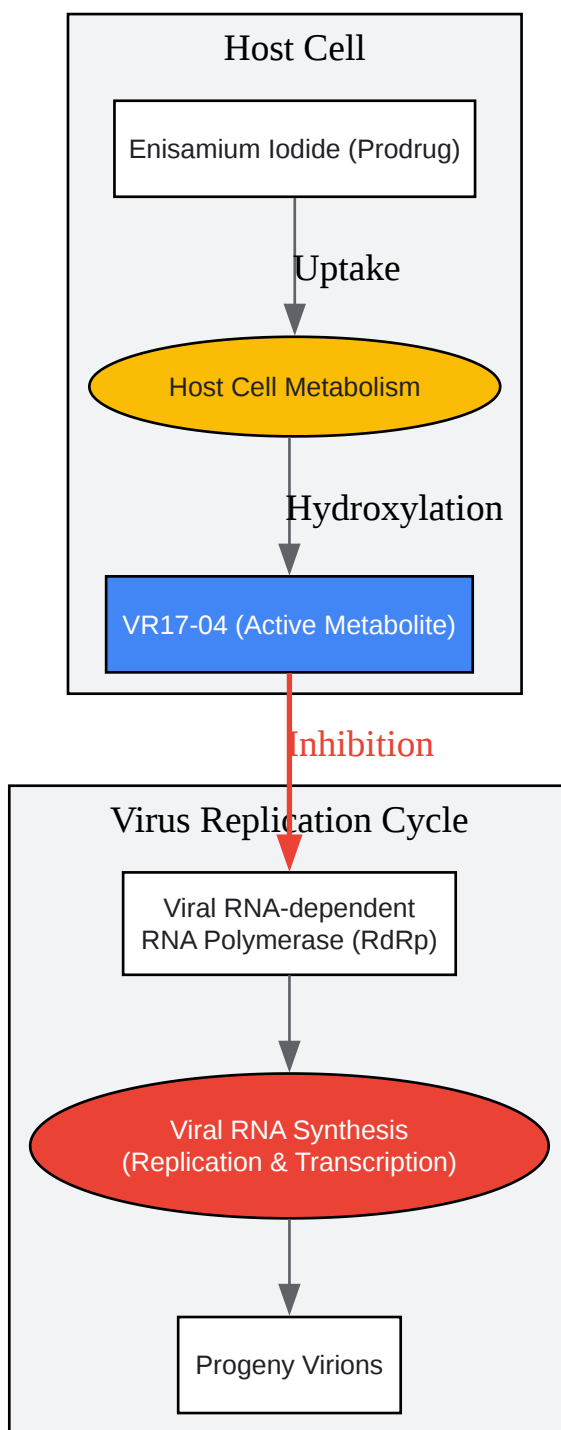 Host Cell
Enisamium Iodide (Prodrug)
Uptake
Host Cell Metabolism
Hydroxylation
VR17-04 (Active Metabolite)
Inhibition
Virus Replication Cycle
Viral RNA-dependent
RNA Polymerase (RdRp)
Viral RNA Synthesis
(Replication & Transcription)
Progeny Virions